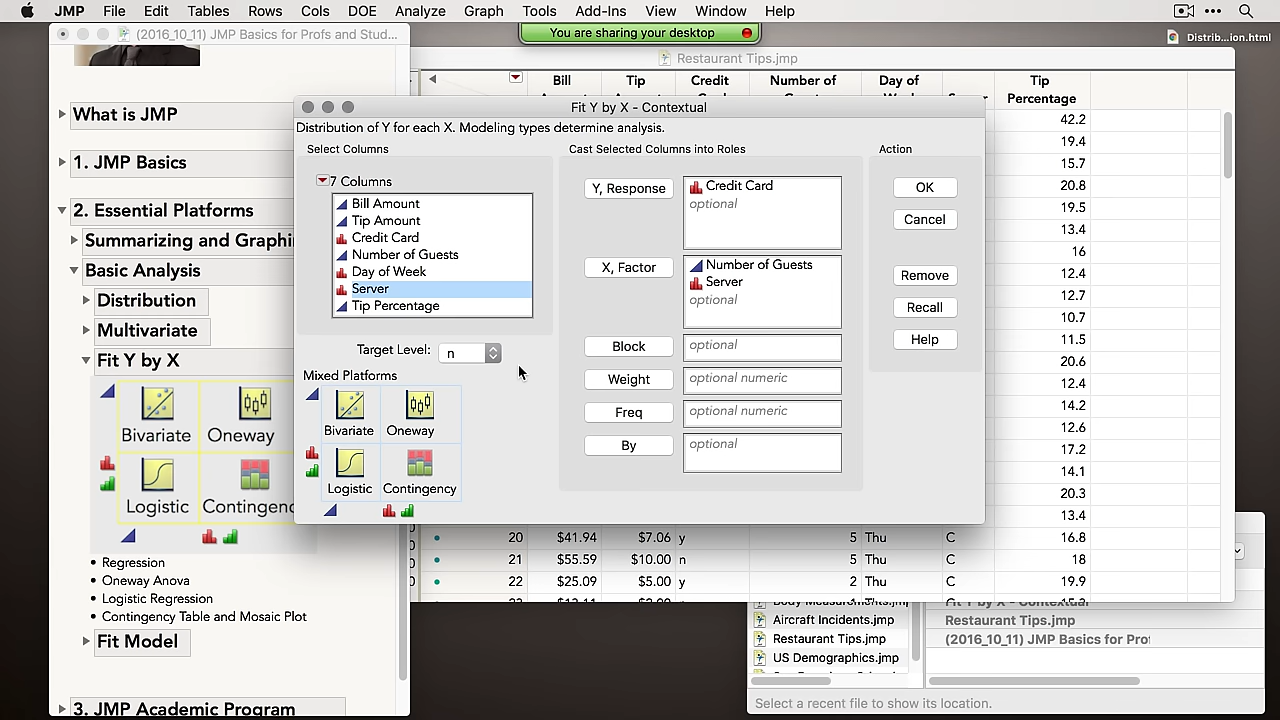 JMP File Edit Tables Rows Cols DOE Analyze Graph Tools Add-Ins View Window Help
You are sharing your desktop
Distrib...ion.html
(2016_10_11) JMP Basics for Profs and Stud...
What is JMP
1. JMP Basics
2. Essential Platforms
Summarizing and Graphi
Basic Analysis
Distribution
Multivariate
Fit Y by X
Bivariate Oneway
Logistic Contingenc
• Regression
• Oneway Anova
• Logistic Regression
• Contingency Table and Mosaic Plot
Fit Model
3. JMP Academic Program
Restaurant Tips.jmp
Bill Tip Credit Number of Day of Tip
Percentage
42.2
19.4
15.7
20.8
19.5
13.4
16
12.4
12.7
10.7
11.5
20.6
12.4
14.2
12.6
17.2
14.1
20.3
13.4
20 $41.94 $7.06 y 5 Thu C 16.8
21 $55.59 $10.00 n 5 Thu C 18
22 $25.09 $5.00 y 2 Thu C 19.9
Fit Y by X - Contextual
Distribution of Y for each X. Modeling types determine analysis.
Select Columns
7 Columns
Bill Amount
Tip Amount
Credit Card
Number of Guests
Day of Week
Server
Tip Percentage
Target Level: n
Mixed Platforms
Bivariate Oneway
Logistic Contingency
Cast Selected Columns into Roles
Y, Response
Credit Card
optional
X, Factor
Number of Guests
Server
optional
Block optional
Weight optional numeric
Freq optional numeric
By optional
Action
OK
Cancel
Remove
Recall
Help
Body Measurements.jmp
Aircraft Incidents.jmp
Restaurant Tips.jmp
US Demographics.jmp
Fit Y by X - Contextual
Restaurant Tips.jmp
(2016_10_11) JMP Basics for Pro
Select a recent file to show its location.